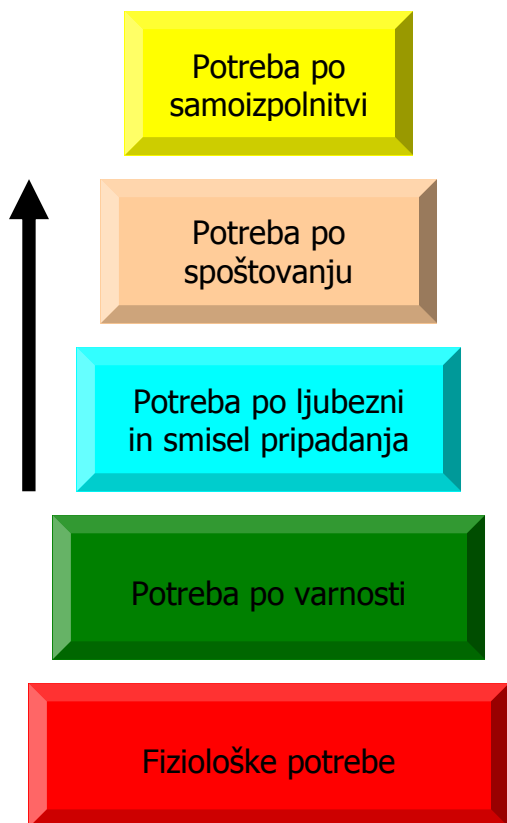 Potreba po
samoizpolnitvi
Potreba po
spoštovanju
Potreba po ljubezni
in smisel pripadanja
Potreba po varnosti
Fiziološke potrebe